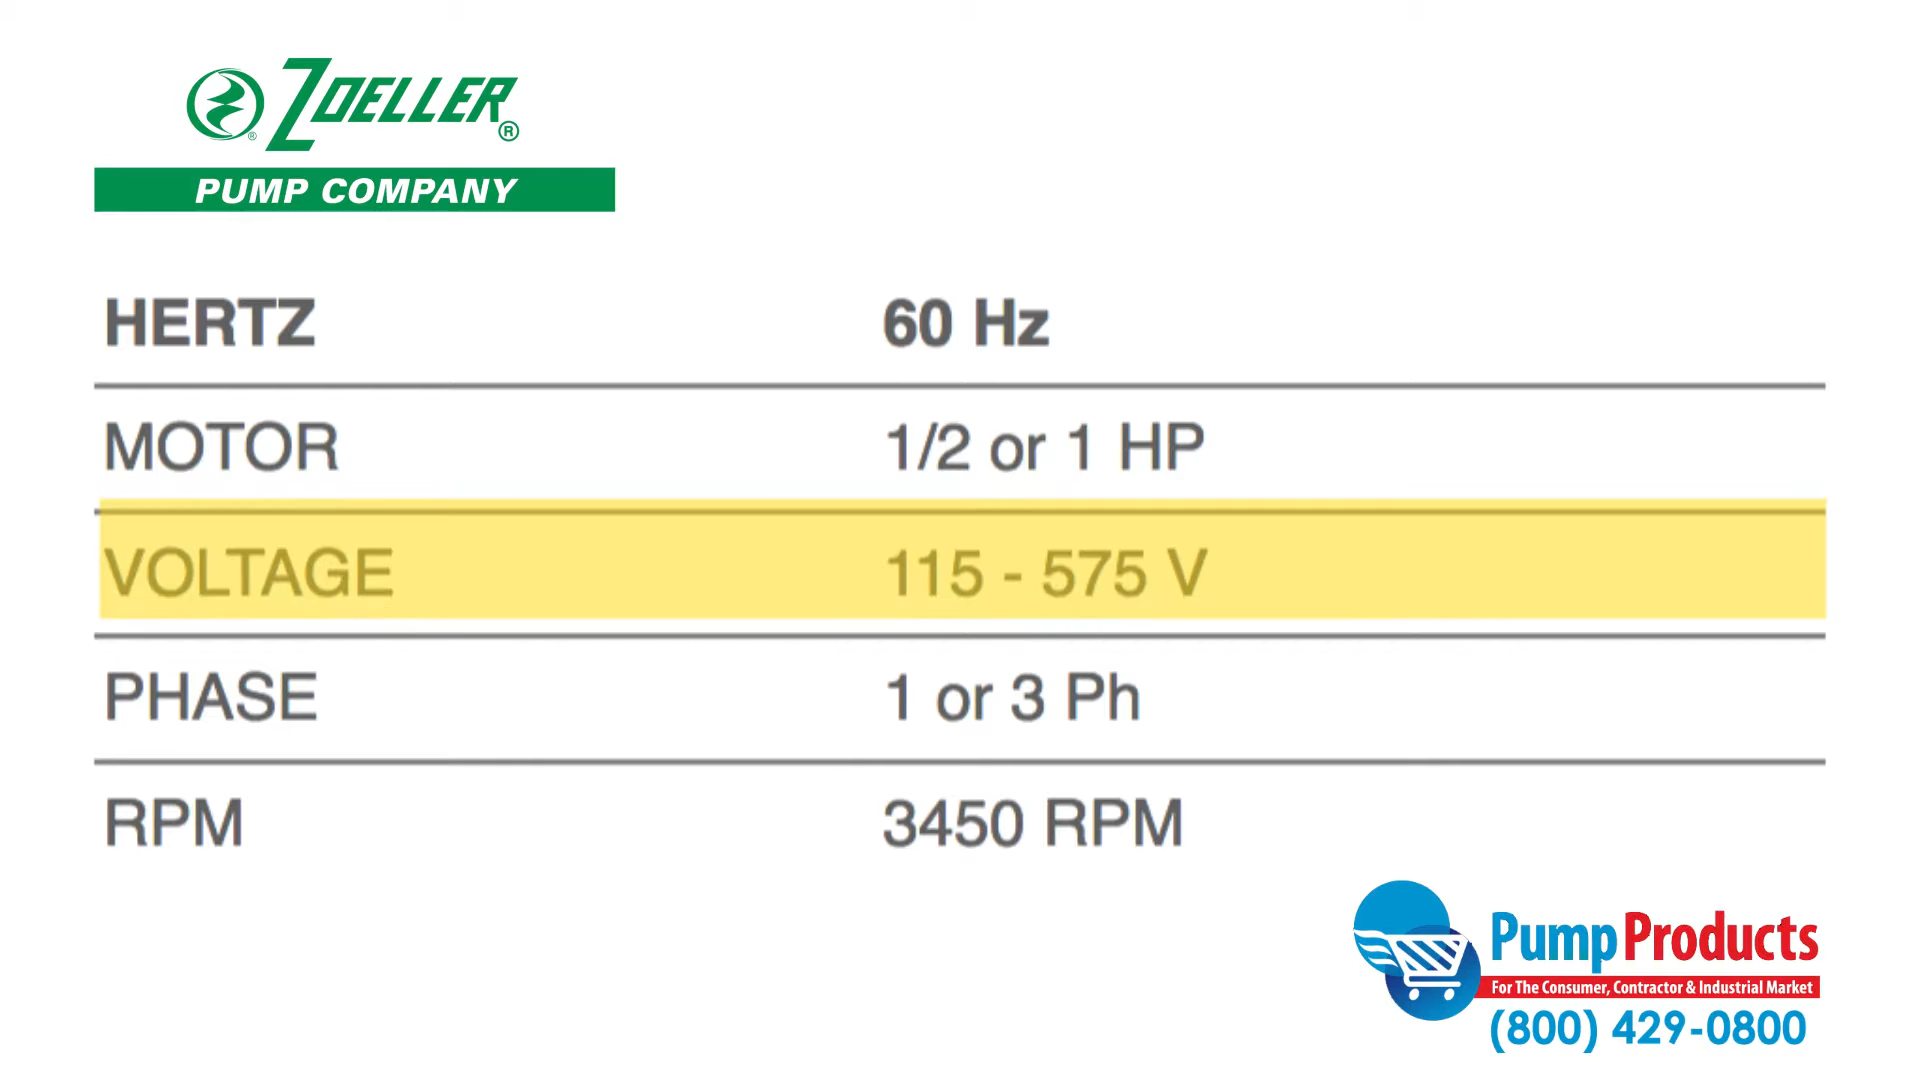 ZOELLER®
PUMP COMPANY
HERTZ 60 Hz
MOTOR 1/2 or 1 HP
VOLTAGE 115 - 575 V
PHASE 1 or 3 Ph
RPM 3450 RPM
Pump Products
For The Consumer, Contractor & Industrial Market
(800) 429-0800